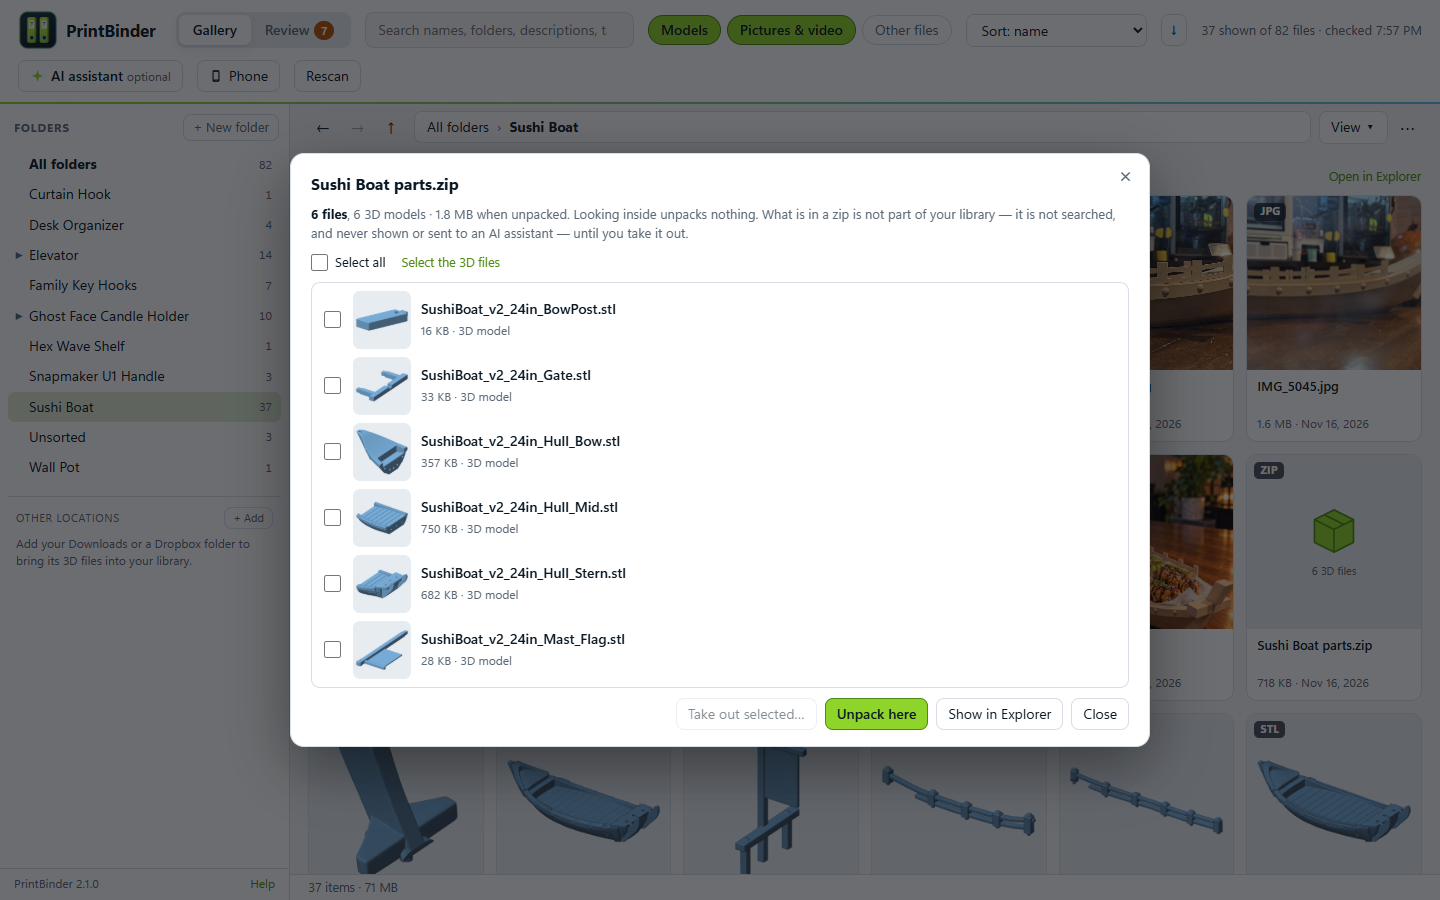 PrintBinder
Gallery
Review 7
Search names, folders, descriptions, t
Models
Pictures & video
Other files
Sort: name
↓
37 shown of 82 files · checked 7:57 PM
AI assistant optional
Phone
Rescan
FOLDERS
+ New folder
All folders 82
Curtain Hook 1
Desk Organizer 4
Elevator 14
Family Key Hooks 7
Ghost Face Candle Holder 10
Hex Wave Shelf 1
Snapmaker U1 Handle 3
Sushi Boat 37
Unsorted 3
Wall Pot 1
OTHER LOCATIONS
+ Add
Add your Downloads or a Dropbox folder to
bring its 3D files into your library.
PrintBinder 2.1.0
Help
← → ↑
All folders › Sushi Boat
View ▾
...
Open in Explorer
Sushi Boat parts.zip
×
6 files, 6 3D models · 1.8 MB when unpacked. Looking inside unpacks nothing. What is in a zip is not part of your library — it is not searched,
and never shown or sent to an AI assistant — until you take it out.
Select all
Select the 3D files
SushiBoat_v2_24in_BowPost.stl
16 KB · 3D model
SushiBoat_v2_24in_Gate.stl
33 KB · 3D model
SushiBoat_v2_24in_Hull_Bow.stl
357 KB · 3D model
SushiBoat_v2_24in_Hull_Mid.stl
750 KB · 3D model
SushiBoat_v2_24in_Hull_Stern.stl
682 KB · 3D model
SushiBoat_v2_24in_Mast_Flag.stl
28 KB · 3D model
Take out selected...
Unpack here
Show in Explorer
Close
JPG
IMG_5045.jpg
, 2026
1.6 MB · Nov 16, 2026
ZIP
6 3D files
Sushi Boat parts.zip
, 2026
718 KB · Nov 16, 2026
STL
37 items · 71 MB